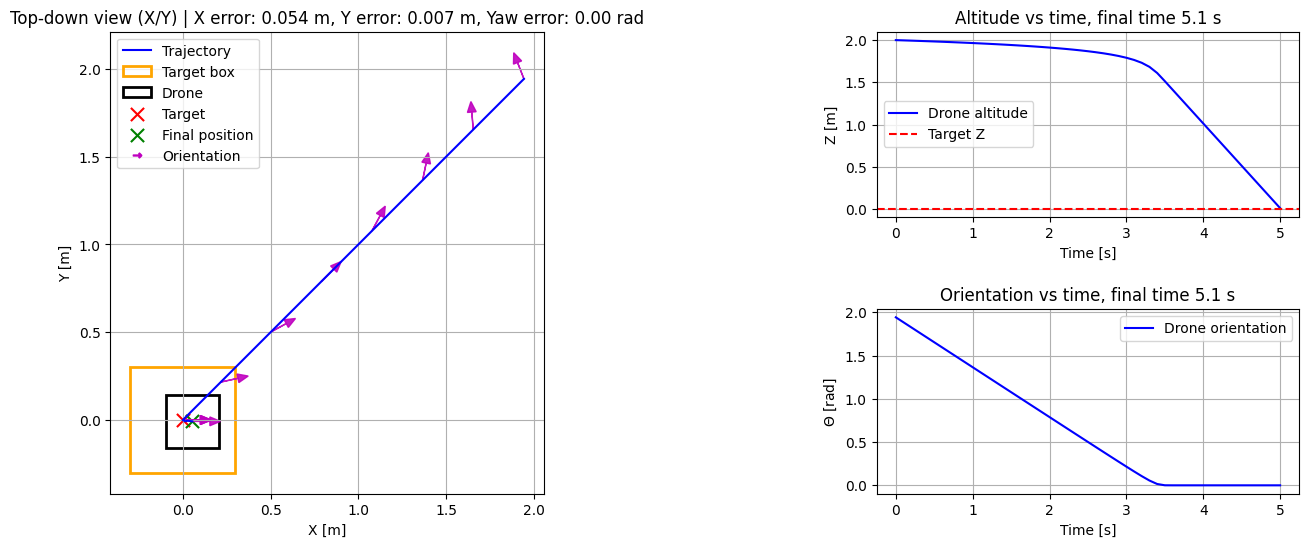 Top-down view (X/Y) | X error: 0.054 m, Y error: 0.007 m, Yaw error: 0.00 rad
Trajectory
Target box
Drone
Target
Final position
Orientation
2.0
1.5
1.0
0.5
0.0
Y [m]
0.0 0.5 1.0 1.5 2.0
X [m]
Altitude vs time, final time 5.1 s
2.0
1.5
1.0
0.5
0.0
Z [m]
Drone altitude
Target Z
0 1 2 3 4 5
Time [s]
Orientation vs time, final time 5.1 s
2.0
1.5
1.0
0.5
0.0
Θ [rad]
Drone orientation
0 1 2 3 4 5
Time [s]